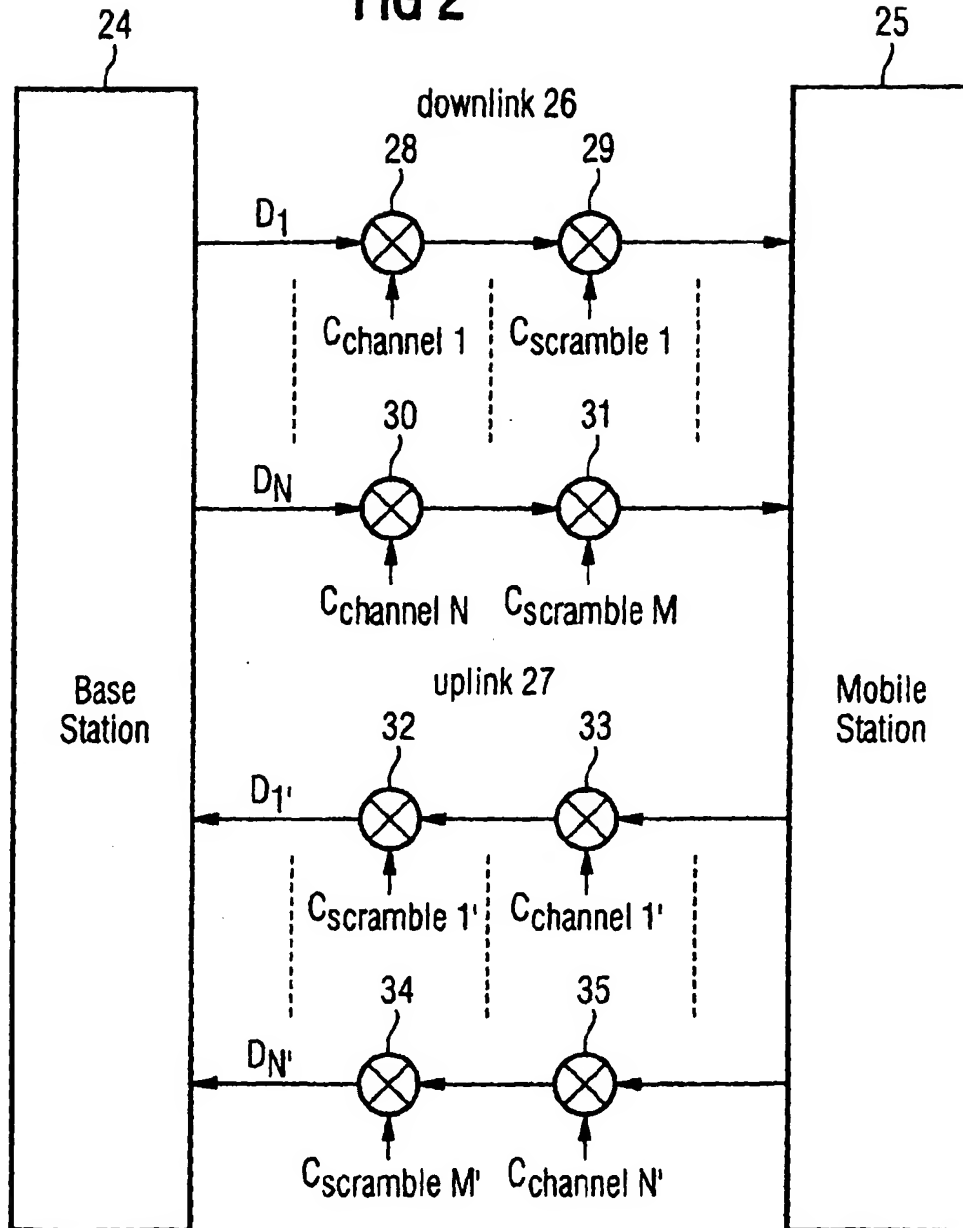 FIG 2
24
25
downlink 26
28
29
D1
Cchannel 1
Cscramble 1
30
31
DN
Cchannel N
Cscramble M
uplink 27
Base
Station
Mobile
Station
32
33
D1'
Cscramble 1'
Cchannel 1'
34
35
DN'
Cscramble M'
Cchannel N'